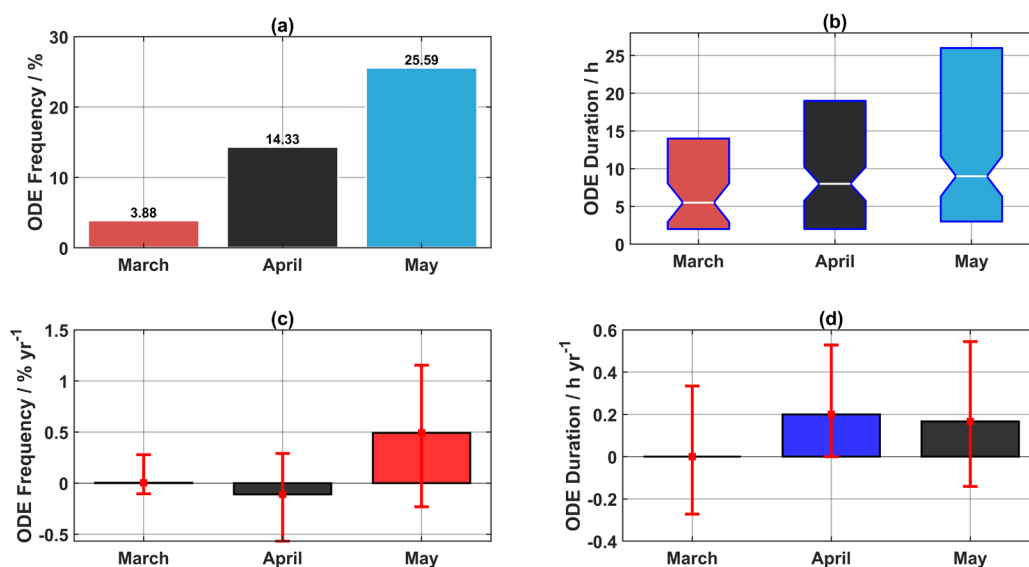 (a)
ODE Frequency / %
30
20
10
0
3.88
14.33
25.59
March April May
(b)
ODE Duration / h
25
20
15
10
5
0
March April May
(c)
ODE Frequency / % yr⁻¹
1.5
1
0.5
0
-0.5
March April May
(d)
ODE Duration / h yr⁻¹
0.6
0.4
0.2
0
-0.2
-0.4
March April May